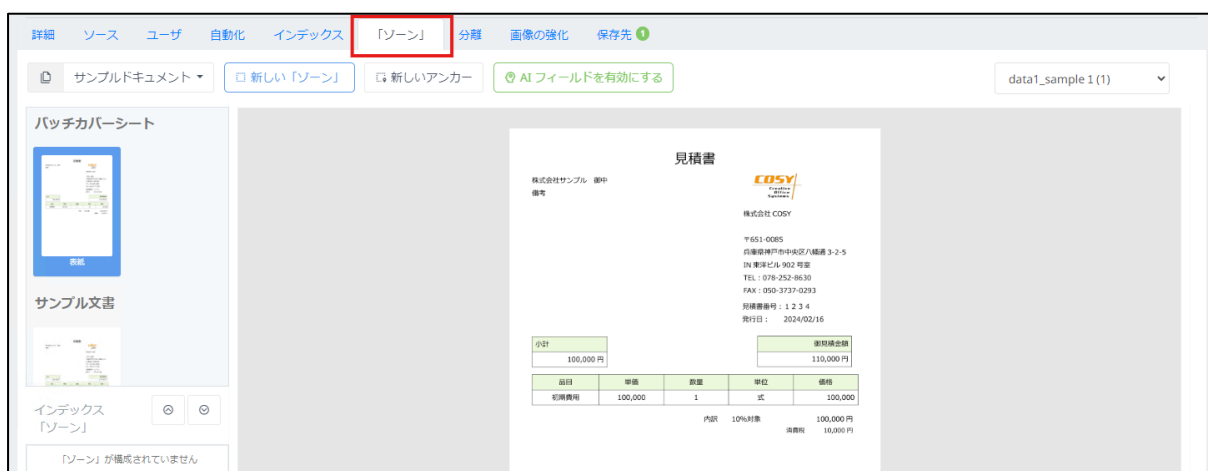 詳細 ソース ユーザ 自動化 インデックス 「ゾーン」 分離 画像の強化 保存先 1
サンプルドキュメント 新しい「ゾーン」 新しいアンカー AI フィールドを有効にする data1_sample 1 (1)
バッチカバーシート
表紙
サンプル文書
インデックス
「ゾーン」
「ゾーン」が構成されていません
見積書
株式会社サンプル 御中
備考
COSY
Creative
Office
Systems
株式会社 COSY
〒651-0085
兵庫県神戸市中央区八幡通 3-2-5
IN 東洋ビル 902 号室
TEL : 078-252-8630
FAX : 050-3737-0293
見積書番号 : 1 2 3 4
発行日 : 2024/02/16
小計 御見積金額
100,000 円 110,000 円
品目 単価 数量 単位 価格
初期費用 100,000 1 式 100,000
内訳 10%対象 100,000 円
消費税 10,000 円